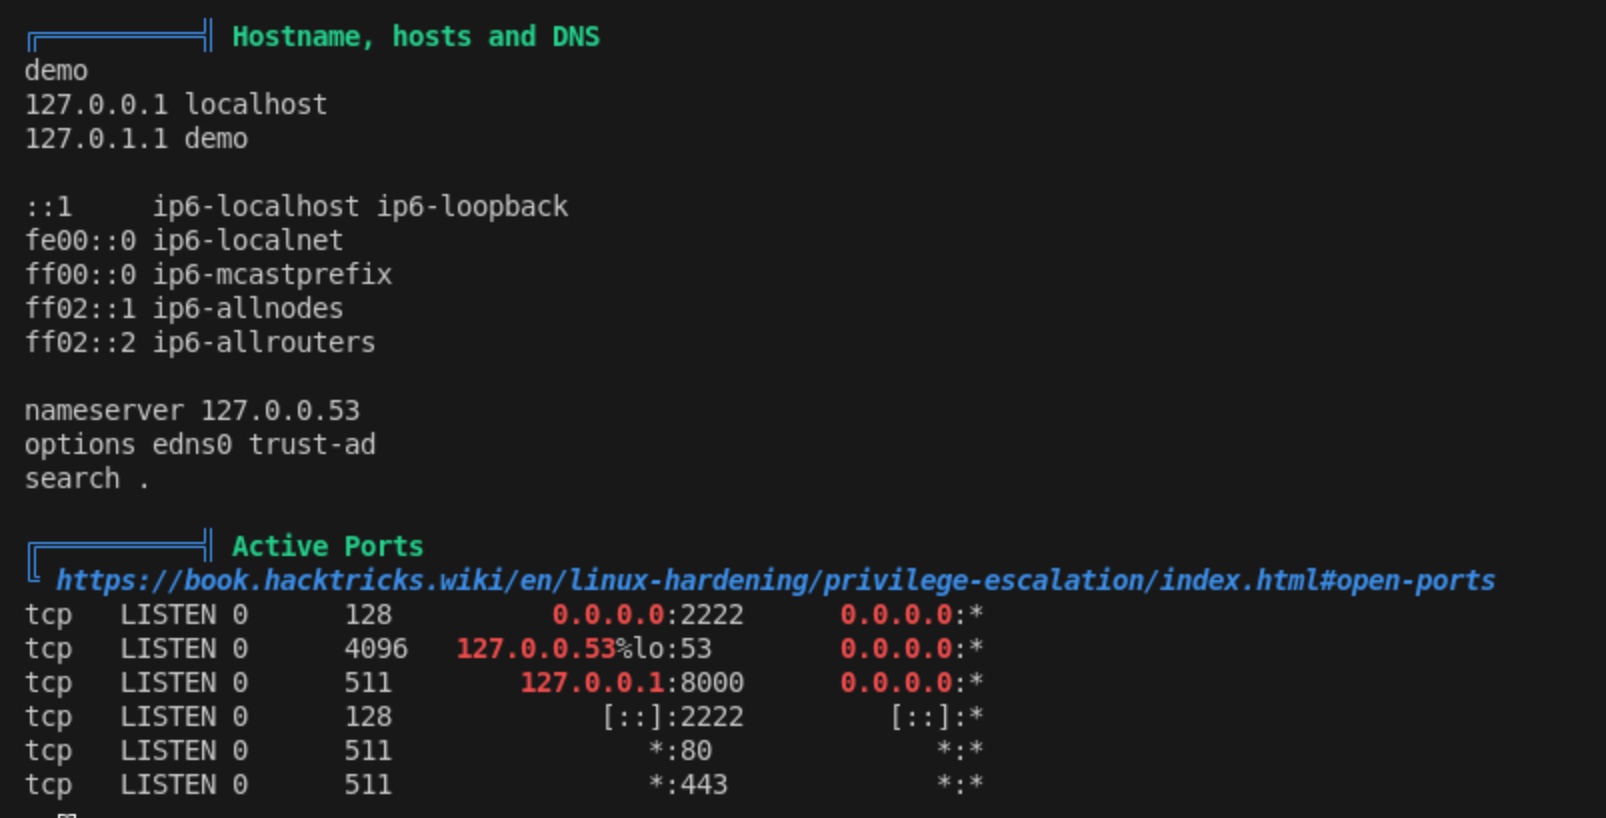 ╔══════════╣ Hostname, hosts and DNS
demo
127.0.0.1 localhost
127.0.1.1 demo

::1     ip6-localhost ip6-loopback
fe00::0 ip6-localnet
ff00::0 ip6-mcastprefix
ff02::1 ip6-allnodes
ff02::2 ip6-allrouters

nameserver 127.0.0.53
options edns0 trust-ad
search .

╔══════════╣ Active Ports
╚ https://book.hacktricks.wiki/en/linux-hardening/privilege-escalation/index.html#open-ports
tcp   LISTEN 0      128          0.0.0.0:2222      0.0.0.0:*
tcp   LISTEN 0      4096   127.0.0.53%lo:53        0.0.0.0:*
tcp   LISTEN 0      511        127.0.0.1:8000      0.0.0.0:*
tcp   LISTEN 0      128             [::]:2222         [::]:*
tcp   LISTEN 0      511                *:80              *:*
tcp   LISTEN 0      511                *:443             *:*